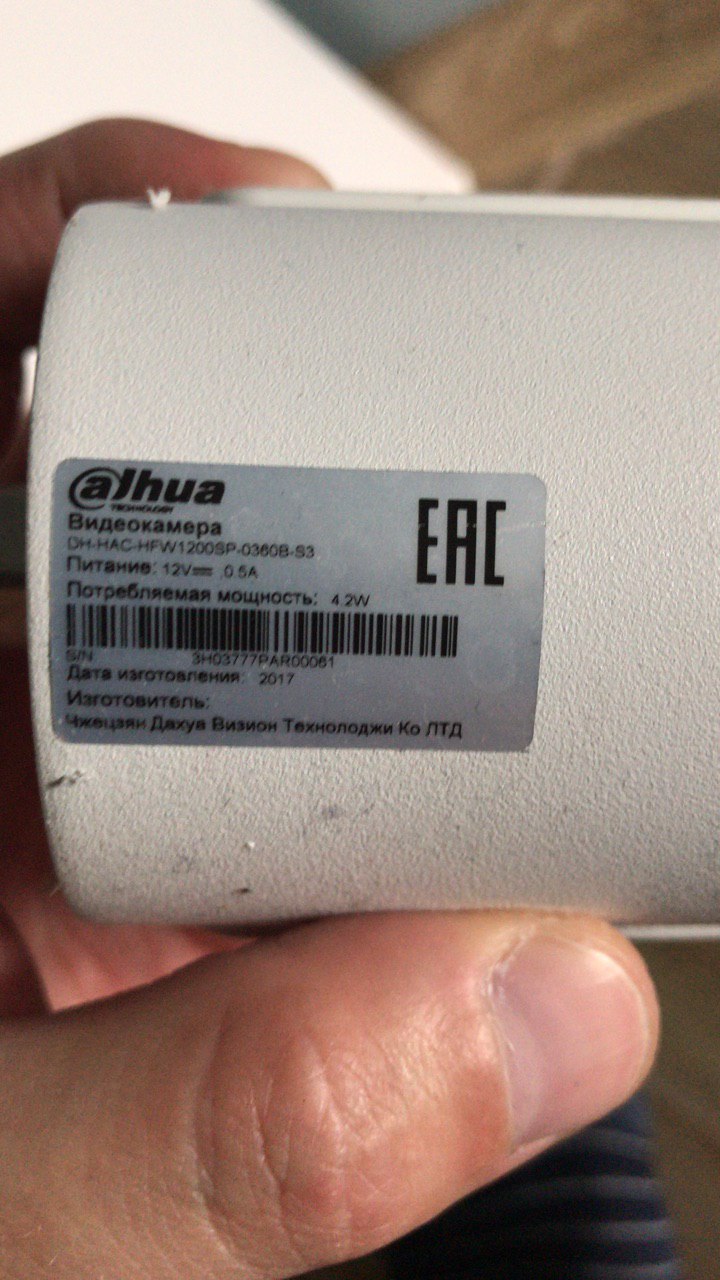 alhua
TECHNOLOGY
EAC
Видеокамера
DH-HAC-HFW1200SP-0360B-S3
Питание: 12V 0.5A
Потребляемая мощность: 4.2W
S/N 3H03777PAR00061
Дата изготовления: 2017
Изготовитель:
Чжецзян Дахуа Визион Технолоджи Ко ЛТД